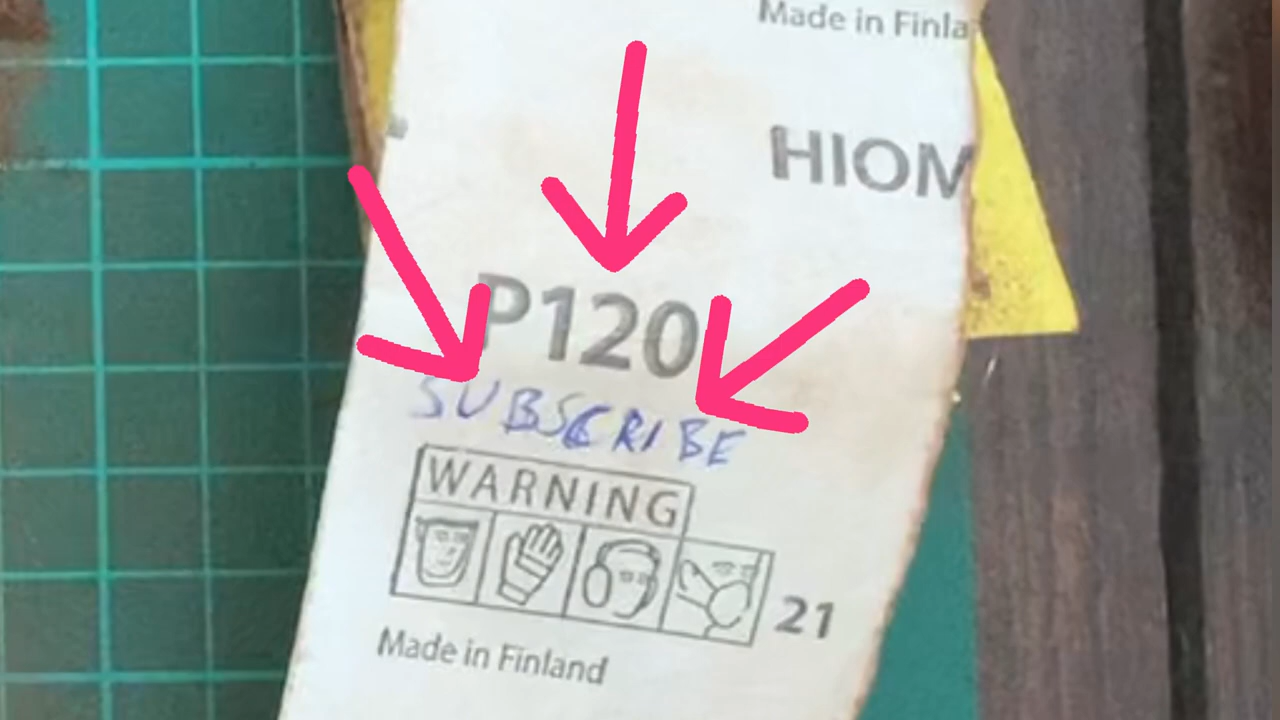 Made in Finla
HIOM
P120
SUBSCRIBE
WARNING
21
Made in Finland